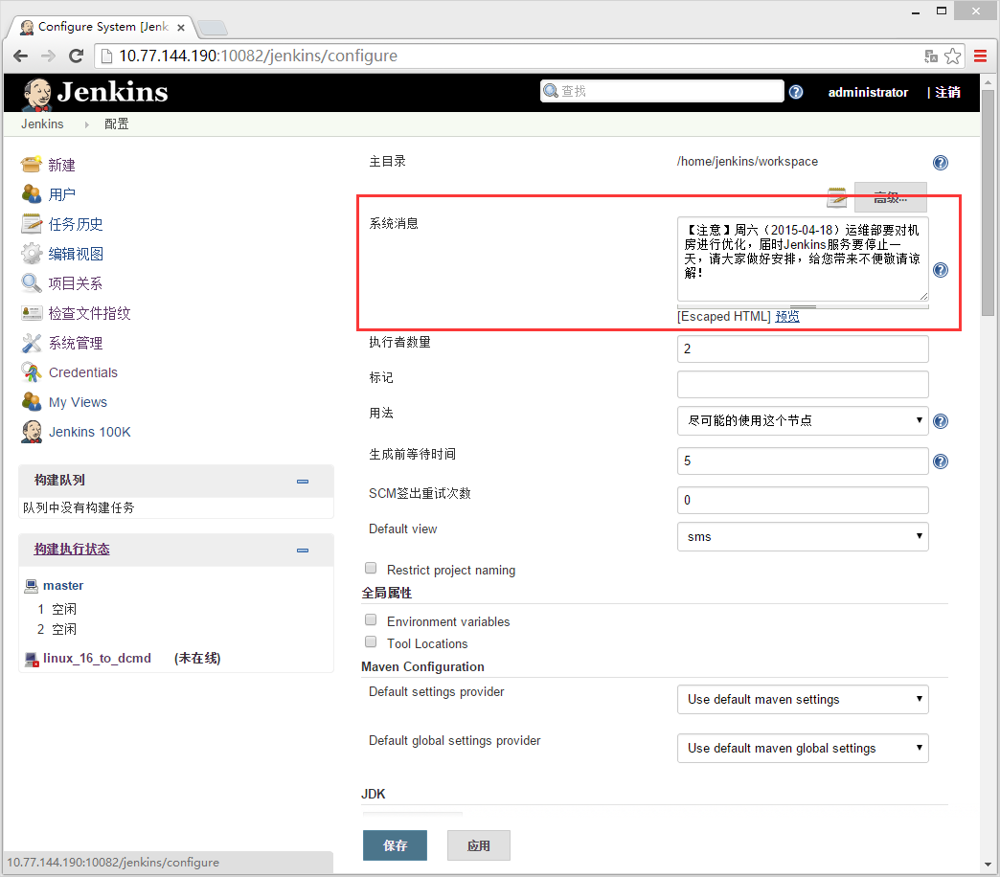 Configure System [Jenk
10.77.144.190:10082/jenkins/configure
Jenkins
查找
administrator
| 注销
Jenkins
配置
新建
用户
任务历史
编辑视图
项目关系
检查文件指纹
系统管理
Credentials
My Views
Jenkins 100K
构建队列
队列中没有构建任务
构建执行状态
master
1 空闲
2 空闲
linux_16_to_dcmd (未在线)
主目录
/home/jenkins/workspace
高级...
系统消息
【注意】周六（2015-04-18）运维部要对机
房进行优化，届时Jenkins服务要停止一
天，请大家做好安排，给您带来不便敬请谅
解！
[Escaped HTML] 预览
执行者数量
2
标记
用法
尽可能的使用这个节点
生成前等待时间
5
SCM签出重试次数
0
Default view
sms
Restrict project naming
全局属性
Environment variables
Tool Locations
Maven Configuration
Default settings provider
Use default maven settings
Default global settings provider
Use default maven global settings
JDK
保存
应用
10.77.144.190:10082/jenkins/configure